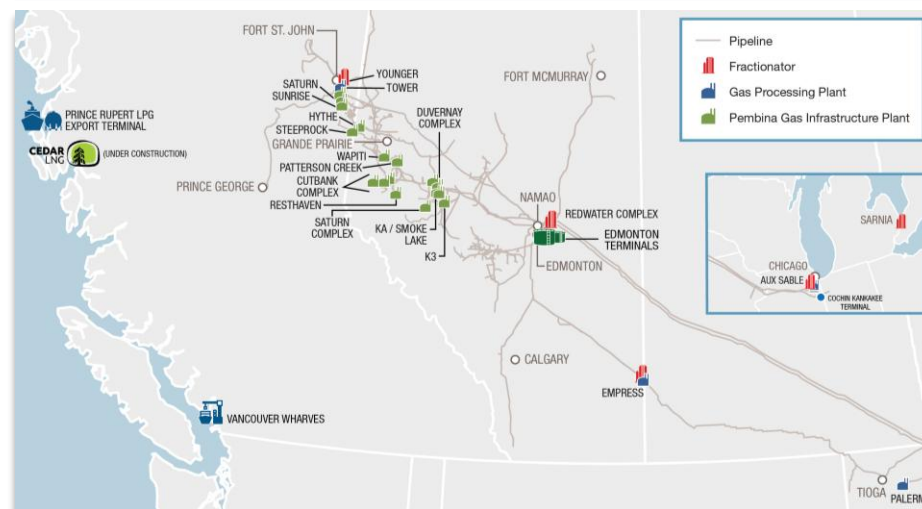 FORT ST. JOHN
YOUNGER
TOWER
SATURN
SUNRISE
HYTHE
STEEPROCK
GRANDE PRAIRIE
WAPITI
PATTERSON CREEK
CUTBANK
COMPLEX
RESTHAVEN
SATURN
COMPLEX
KA / SMOKE
LAKE
K3
DUVERNAY
COMPLEX
FORT MCMURRAY
PRINCE RUPERT LPG
EXPORT TERMINAL
CEDAR
LNG
(UNDER CONSTRUCTION)
PRINCE GEORGE
NAMAO
REDWATER COMPLEX
EDMONTON
TERMINALS
EDMONTON
CALGARY
EMPRESS
VANCOUVER WHARVES
TIOGA
PALERM
Pipeline
Fractionator
Gas Processing Plant
Pembina Gas Infrastructure Plant
SARNIA
CHICAGO
AUX SABLE
COCHIN KANKAKEE
TERMINAL